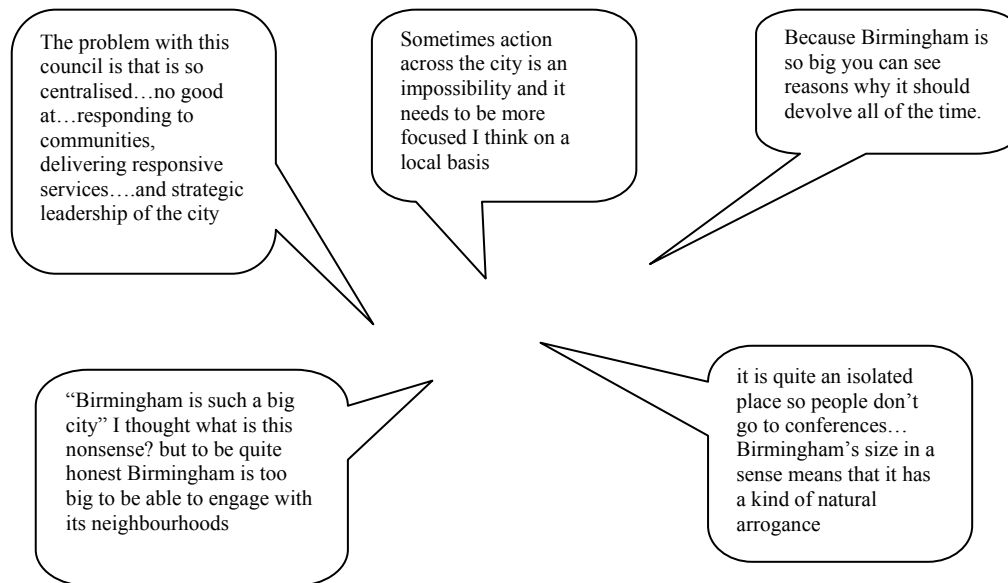 The problem with this
council is that is so
centralised…no good
at…responding to
communities,
delivering responsive
services….and strategic
leadership of the city
Sometimes action
across the city is an
impossibility and it
needs to be more
focused I think on a
local basis
Because Birmingham is
so big you can see
reasons why it should
devolve all of the time.
“Birmingham is such a big
city” I thought what is this
nonsense? but to be quite
honest Birmingham is too
big to be able to engage with
its neighbourhoods
it is quite an isolated
place so people don’t
go to conferences…
Birmingham’s size in a
sense means that it has
a kind of natural
arrogance